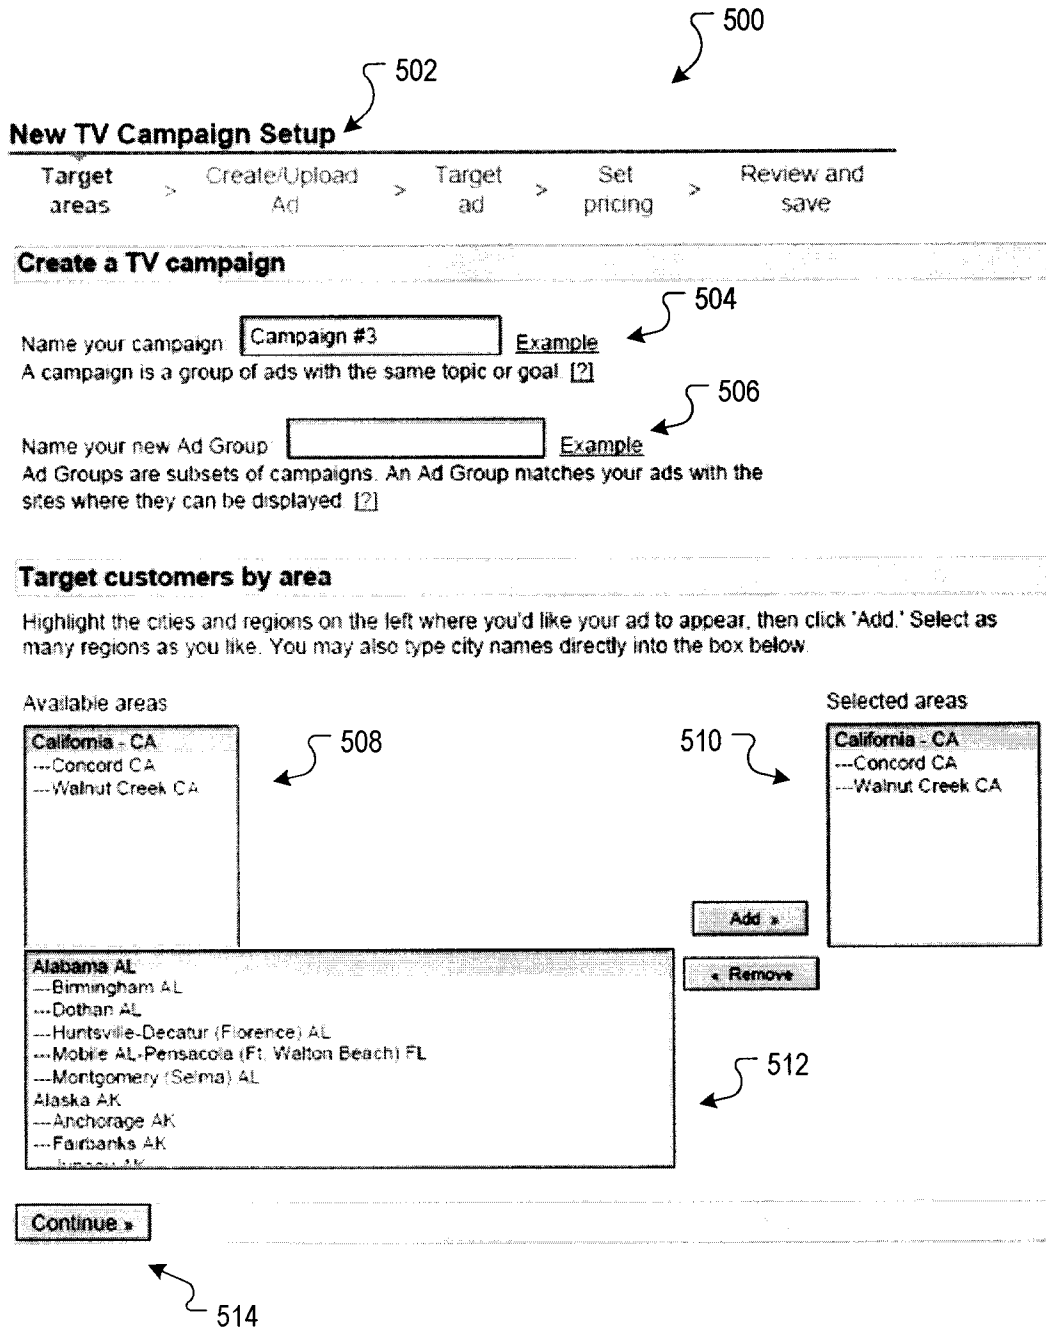 500
502
New TV Campaign Setup
Target areas > Create/Upload Ad > Target ad > Set pricing > Review and save
Create a TV campaign
504
Name your campaign: Campaign #3 Example
A campaign is a group of ads with the same topic or goal. [?]
506
Name your new Ad Group: Example
Ad Groups are subsets of campaigns. An Ad Group matches your ads with the
sites where they can be displayed. [?]
Target customers by area
Highlight the cities and regions on the left where you'd like your ad to appear, then click 'Add.' Select as
many regions as you like. You may also type city names directly into the box below.
Available areas
Selected areas
California - CA
---Concord CA
---Walnut Creek CA
508
510
California - CA
---Concord CA
---Walnut Creek CA
Add »
« Remove
Alabama AL
---Birmingham AL
---Dothan AL
---Huntsville-Decatur (Florence) AL
---Mobile AL-Pensacola (Ft. Walton Beach) FL
---Montgomery (Selma) AL
Alaska AK
---Anchorage AK
---Fairbanks AK
---Juneau AK
512
Continue »
514